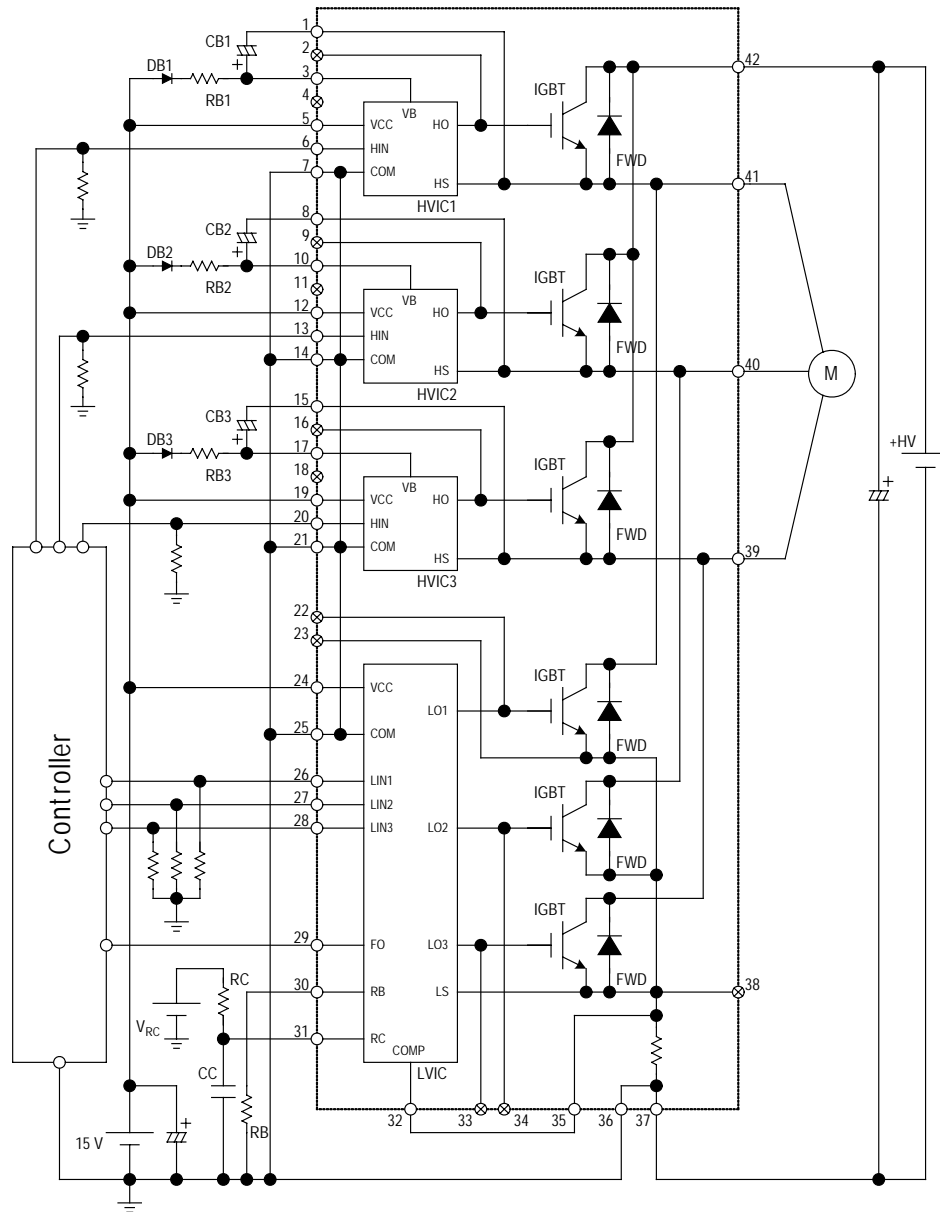 1
CB1
2
+
DB1
3
42
IGBT
RB1
4
VB
5
VCC
HO
6
HIN
FWD
7
COM
41
HS
HVIC1
8
CB2
9
+
DB2
10
IGBT
RB2
11
VB
12
VCC
HO
13
HIN
FWD
14
COM
40
HS
M
HVIC2
15
CB3
16
+
DB3
17
IGBT
+HV
RB3
18
VB
+
19
VCC
HO
20
HIN
FWD
21
COM
39
HS
HVIC3
22
23
IGBT
24
VCC
LO1
25
COM
FWD
Controller
26
LIN1
IGBT
27
LIN2
28
LIN3
LO2
FWD
IGBT
29
FO
LO3
RC
FWD
30
RB
LS
38
VRC
31
RC
COMP
CC
LVIC
RB
32
33
34
35
36
37
15 V
+